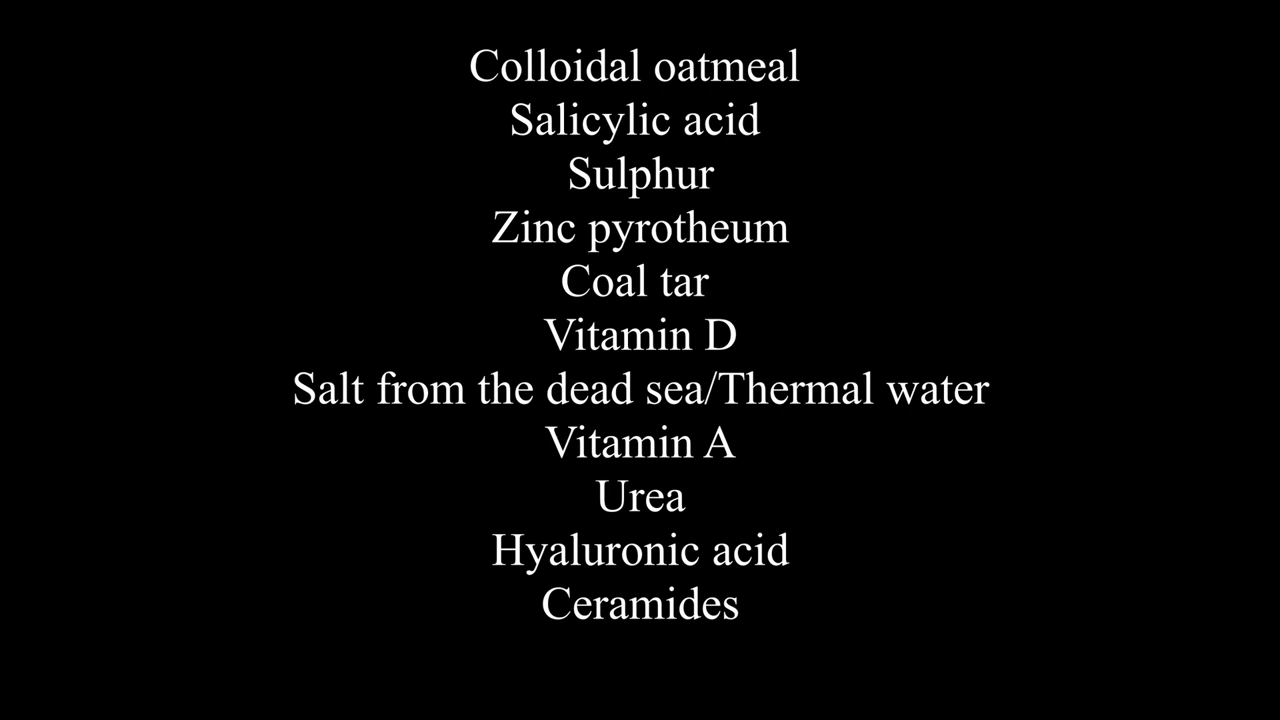 Colloidal oatmeal
Salicylic acid
Sulphur
Zinc pyrotheum
Coal tar
Vitamin D
Salt from the dead sea/Thermal water
Vitamin A
Urea
Hyaluronic acid
Ceramides